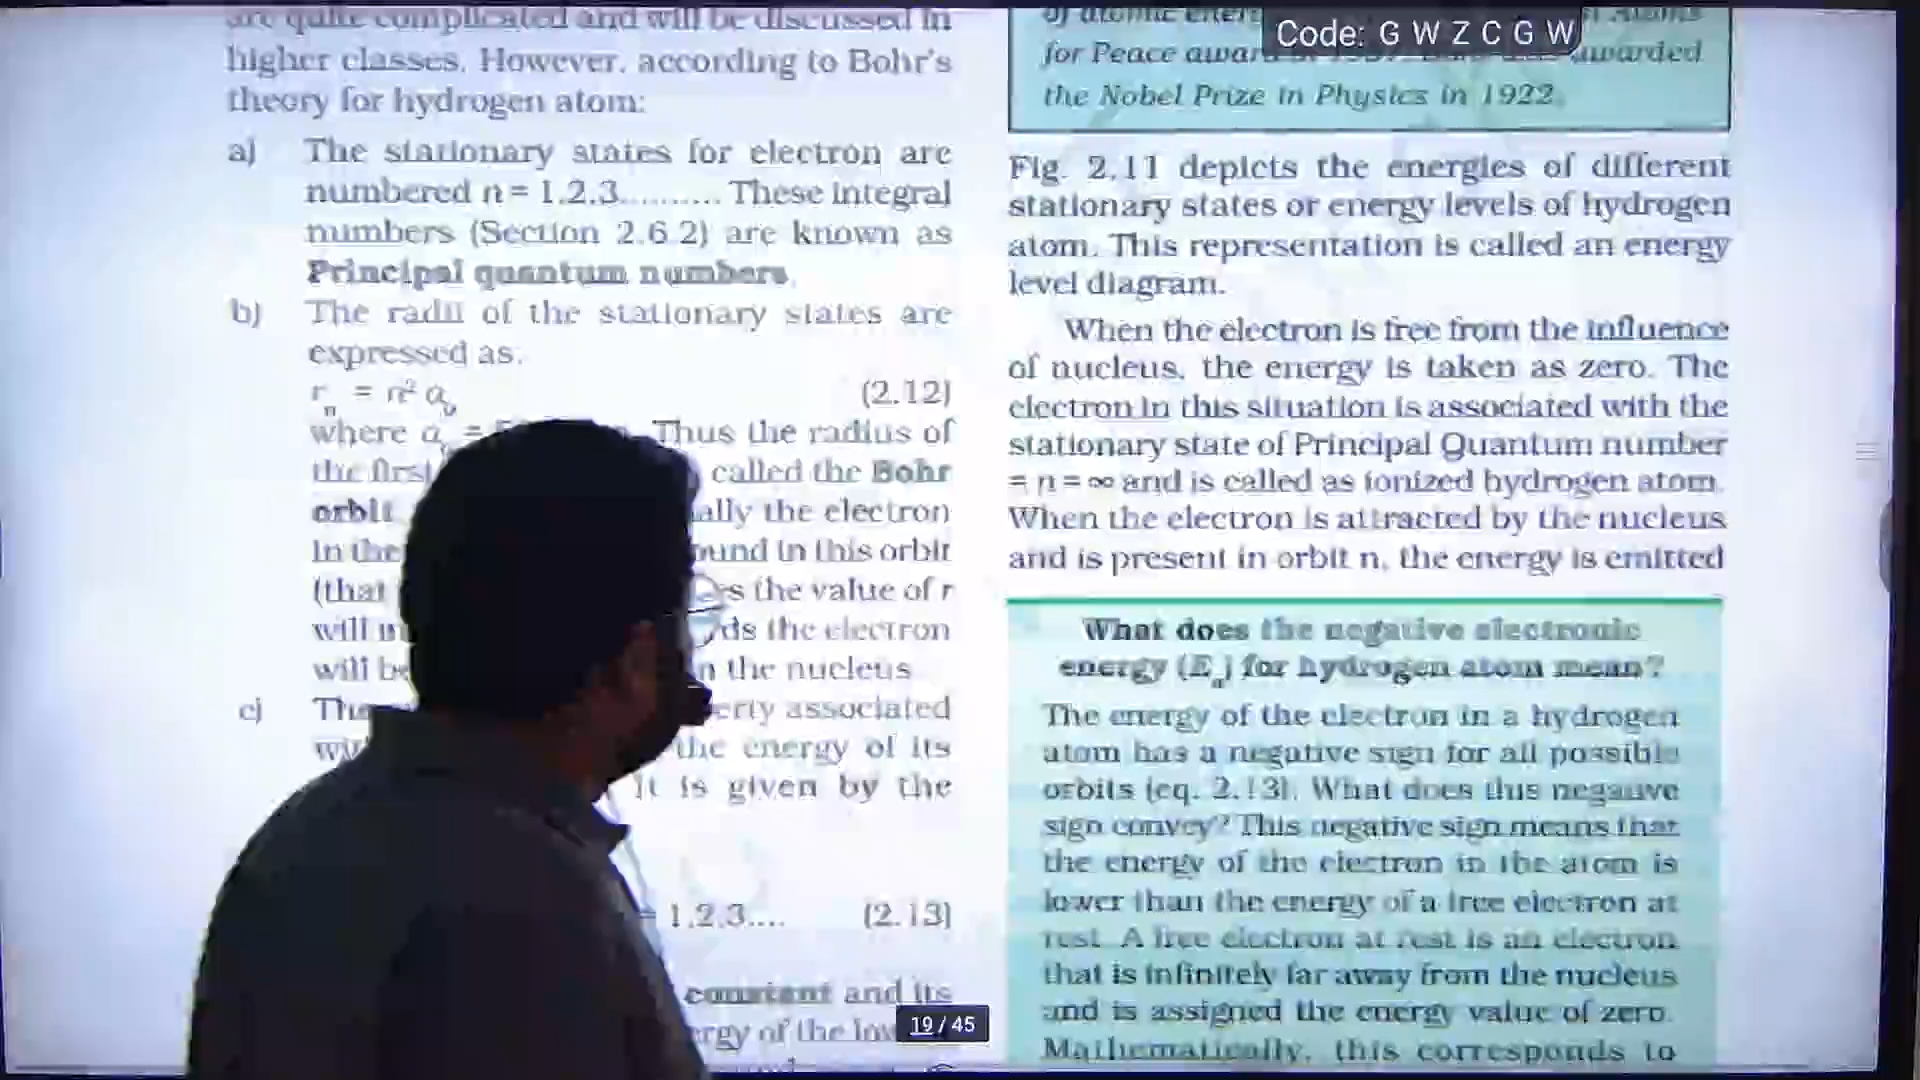 are quite complicated and will be discussed in
higher classes. However, according to Bohr's
theory for hydrogen atom:
a) The stationary states for electron are
numbered n = 1,2,3.......... These integral
numbers (Section 2.6.2) are known as
Principal quantum numbers.
b) The radii of the stationary states are
expressed as:
rₙ = n² a₀ (2.12)
where a Thus the radius of
the first called the Bohr
orbit the electron
in the in this orbit
(that the value of r
will the electron
will the nucleus
c) associated
the energy of its
It is given by the
= 1,2,3.... (2.13)
constant and its
of the
19 / 45
Code: G W Z C G W
for Peace awarded
the Nobel Prize in Physics in 1922.
Fig. 2.11 depicts the energies of different
stationary states or energy levels of hydrogen
atom. This representation is called an energy
level diagram.
When the electron is free from the influence
of nucleus, the energy is taken as zero. The
electron in this situation is associated with the
stationary state of Principal Quantum number
= n = ∞ and is called as ionized hydrogen atom.
When the electron is attracted by the nucleus
and is present in orbit n, the energy is emitted
What does the negative electronic
energy (Eₙ) for hydrogen atom mean?
The energy of the electron in a hydrogen
atom has a negative sign for all possible
orbits (eq. 2.13). What does this negative
sign convey? This negative sign means that
the energy of the electron in the atom is
lower than the energy of a free electron at
rest. A free electron at rest is an electron
that is infinitely far away from the nucleus
and is assigned the energy value of zero.
Mathematically, this corresponds to